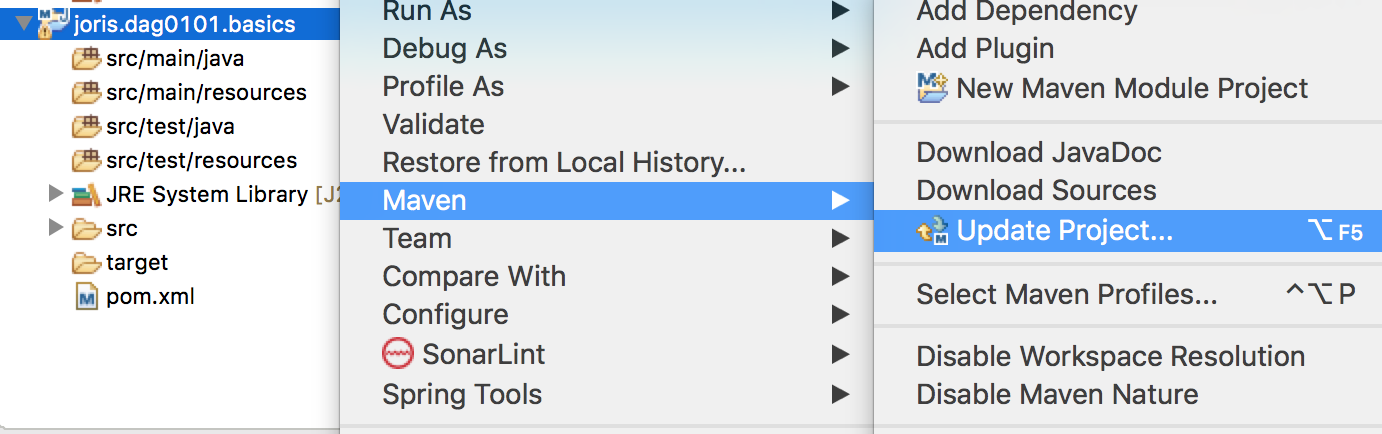 joris.dag0101.basics
src/main/java
src/main/resources
src/test/java
src/test/resources
JRE System Library [J2
src
target
pom.xml
Run As
Debug As
Profile As
Validate
Restore from Local History...
Maven
Team
Compare With
Configure
SonarLint
Spring Tools
Add Dependency
Add Plugin
New Maven Module Project
Download JavaDoc
Download Sources
Update Project... ⌥ F5
Select Maven Profiles... ^⌥ P
Disable Workspace Resolution
Disable Maven Nature